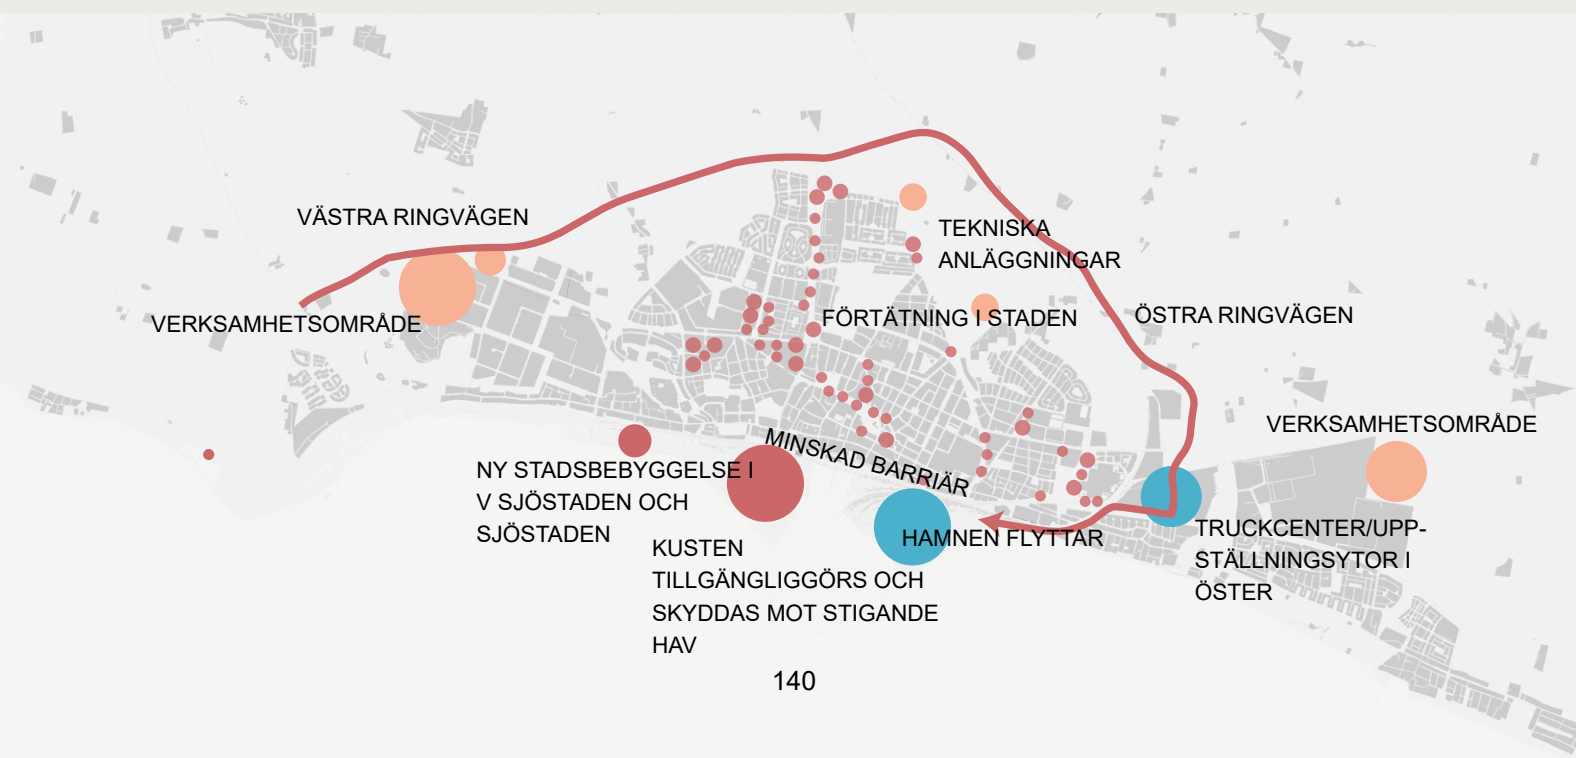 VÄSTRA RINGVÄGEN
TEKNISKA
ANLÄGGNINGAR
VERKSAMHETSOMRÅDE
FÖRTÄTNING I STADEN
ÖSTRA RINGVÄGEN
VERKSAMHETSOMRÅDE
MINSKAD BARRIÄR
NY STADSBEBYGGELSE I
V SJÖSTADEN OCH
SJÖSTADEN
KUSTEN
TILLGÄNGLIGGÖRS OCH
SKYDDAS MOT STIGANDE
HAV
HAMNEN FLYTTAR
TRUCKCENTER/UPP-
STÄLLNINGSYTOR I
ÖSTER
140